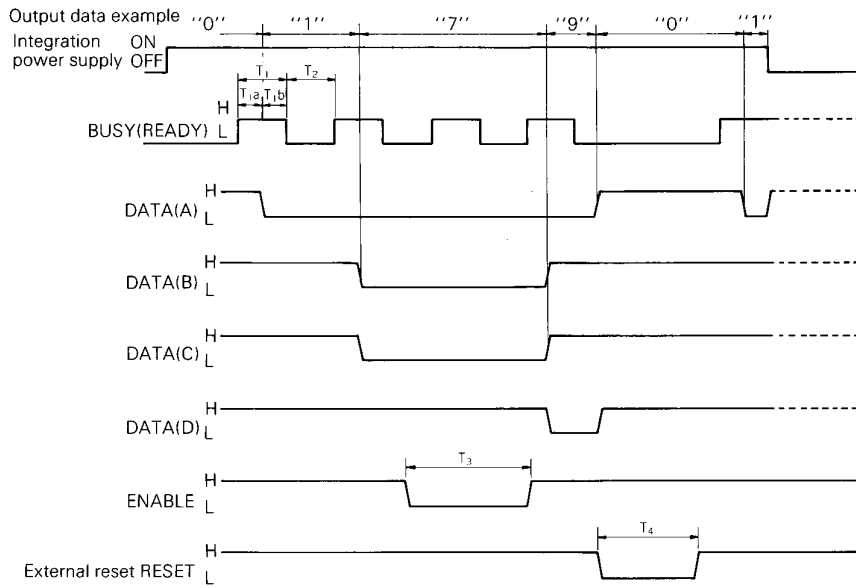 Output data example "0" "1" "7" "9" "0" "1"
Integration ON
power supply OFF
T₁ T₂
T₁a T₁b
H
BUSY(READY) L
H
DATA(A) L
H
DATA(B) L
H
DATA(C) L
H
DATA(D) L
T₃
H
ENABLE L
T₄
H
External reset RESET L